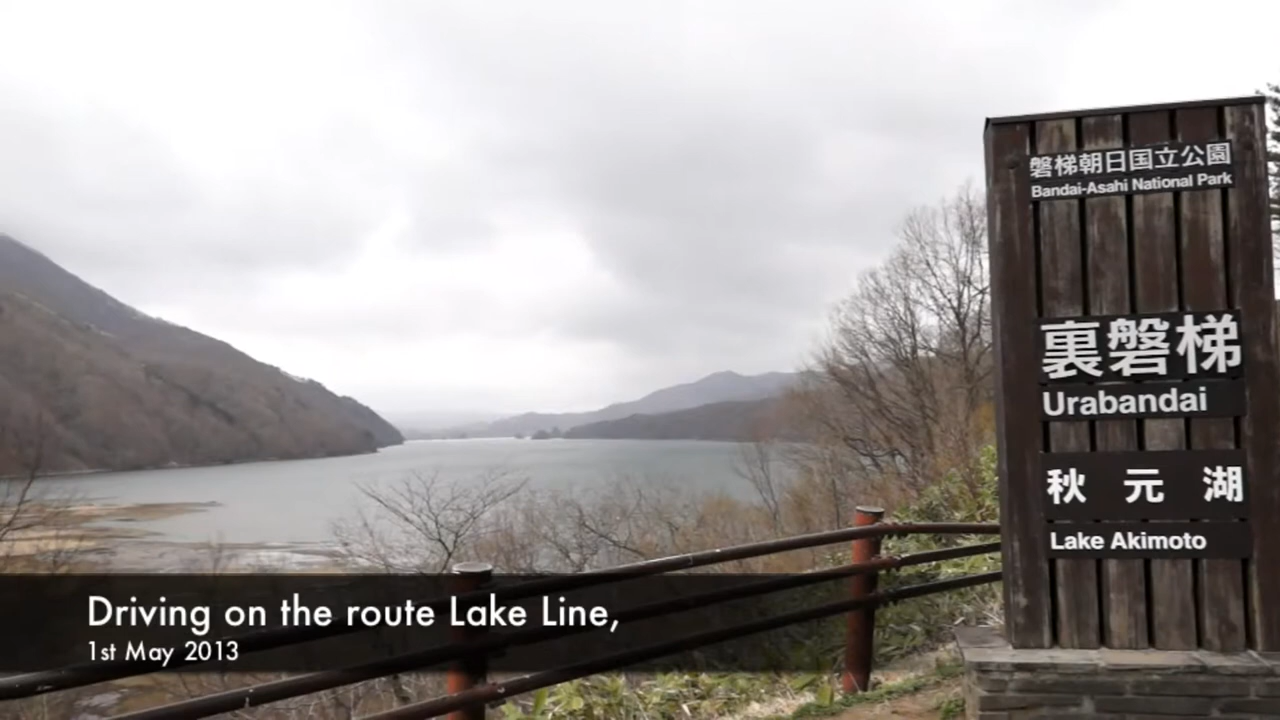 磐梯朝日国立公園
Bandai-Asahi National Park
裏磐梯
Urabandai
秋元湖
Lake Akimoto
Driving on the route Lake Line,
1st May 2013